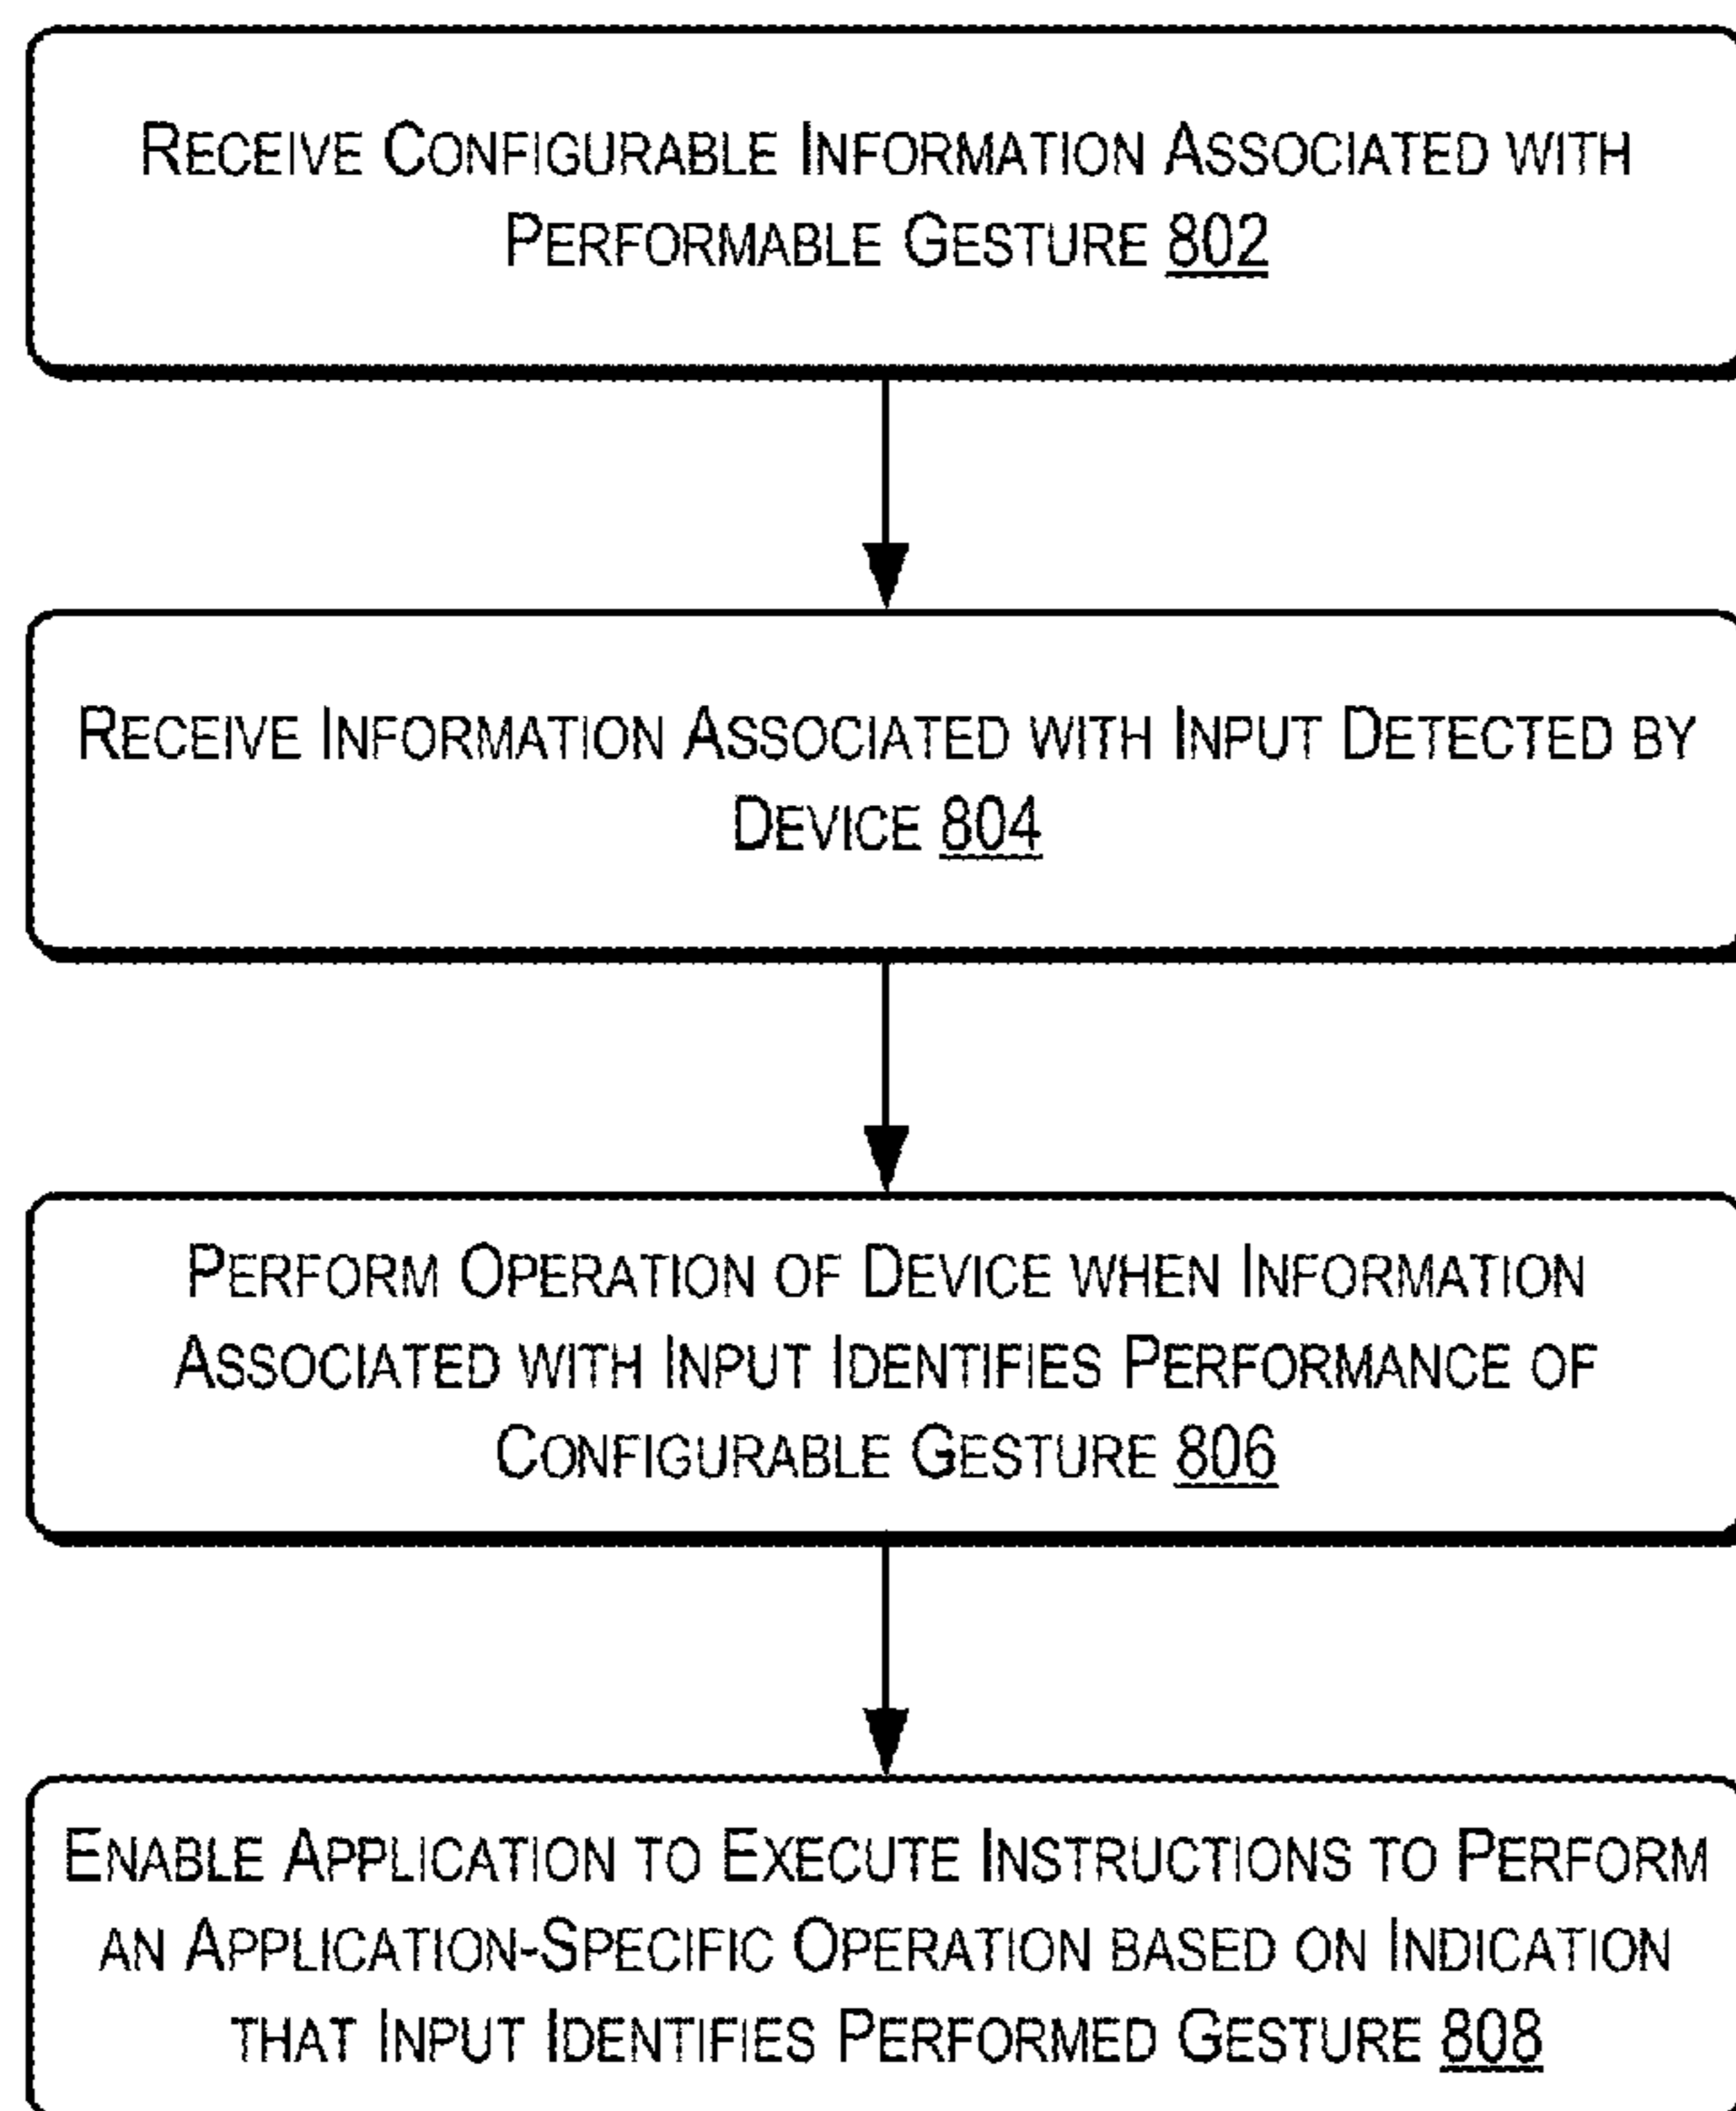 RECEIVE CONFIGURABLE INFORMATION ASSOCIATED WITH
PERFORMABLE GESTURE 802
RECEIVE INFORMATION ASSOCIATED WITH INPUT DETECTED BY
DEVICE 804
PERFORM OPERATION OF DEVICE WHEN INFORMATION
ASSOCIATED WITH INPUT IDENTIFIES PERFORMANCE OF
CONFIGURABLE GESTURE 806
ENABLE APPLICATION TO EXECUTE INSTRUCTIONS TO PERFORM
AN APPLICATION-SPECIFIC OPERATION BASED ON INDICATION
THAT INPUT IDENTIFIES PERFORMED GESTURE 808